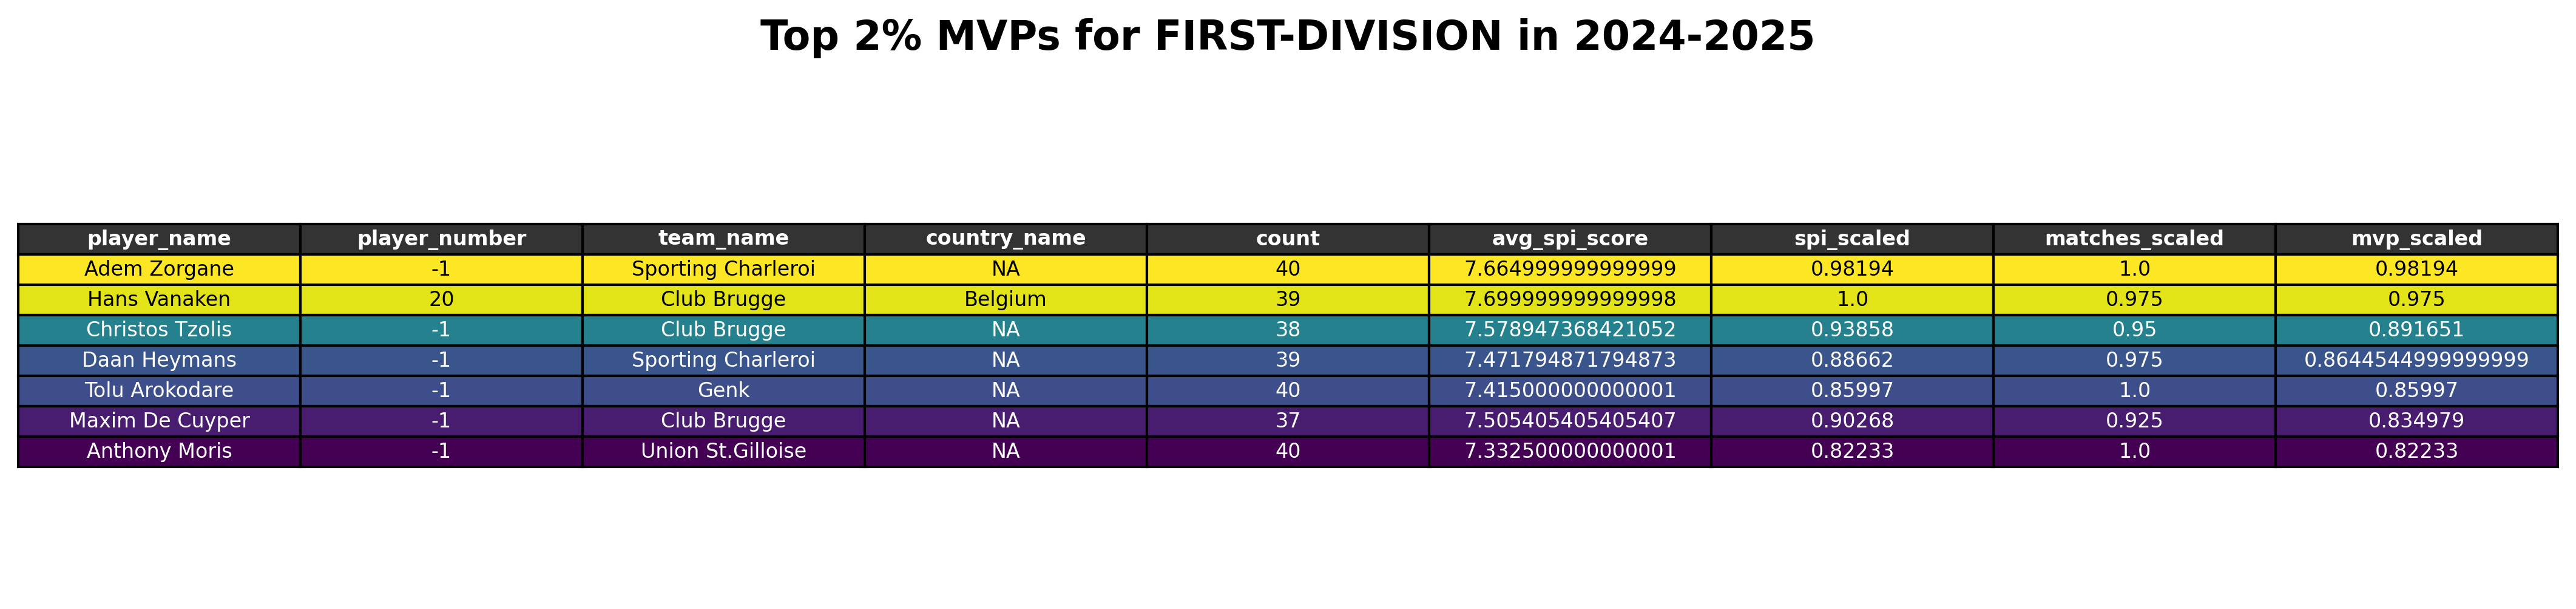 Top 2% MVPs for FIRST-DIVISION in 2024-2025
player_name player_number team_name country_name count avg_spi_score spi_scaled matches_scaled mvp_scaled
Adem Zorgane -1 Sporting Charleroi NA 40 7.664999999999999 0.98194 1.0 0.98194
Hans Vanaken 20 Club Brugge Belgium 39 7.699999999999998 1.0 0.975 0.975
Christos Tzolis -1 Club Brugge NA 38 7.578947368421052 0.93858 0.95 0.891651
Daan Heymans -1 Sporting Charleroi NA 39 7.471794871794873 0.88662 0.975 0.8644544999999999
Tolu Arokodare -1 Genk NA 40 7.415000000000001 0.85997 1.0 0.85997
Maxim De Cuyper -1 Club Brugge NA 37 7.505405405405407 0.90268 0.925 0.834979
Anthony Moris -1 Union St.Gilloise NA 40 7.332500000000001 0.82233 1.0 0.82233